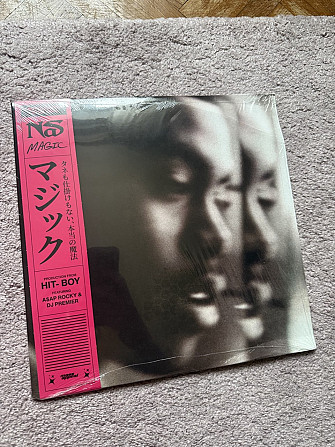 Nas
MAGIC
マジック
タネも仕掛けもない、本当の魔法
PRODUCTION FROM
HIT-BOY
FEATURING
A$AP ROCKY &
DJ PREMIER